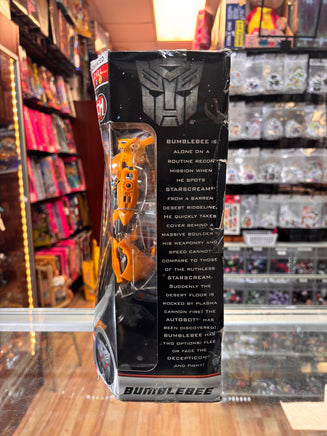 BUMBLEBEE IS
ALONE ON A
ROUTINE RECON
MISSION WHEN
HE SPOTS
STARSCREAM®
FROM A BARREN
DESERT RIDGELINE.
HE QUICKLY TAKES
COVER BEHIND A
MASSIVE BOULDER
HIS WEAPONRY AND
SPEED CANNOT
COMPARE TO THOSE
OF THE RUTHLESS
STARSCREAM.
SUDDENLY THE
DESERT FLOOR IS
ROCKED BY PLASMA
CANNON FIRE! THE
AUTOBOT® HAS
BEEN DISCOVERED!
BUMBLEBEE HAS
TWO OPTIONS: FLEE
OR FACE THE
DECEPTICON®
AND FIGHT!
BUMBLEBEE